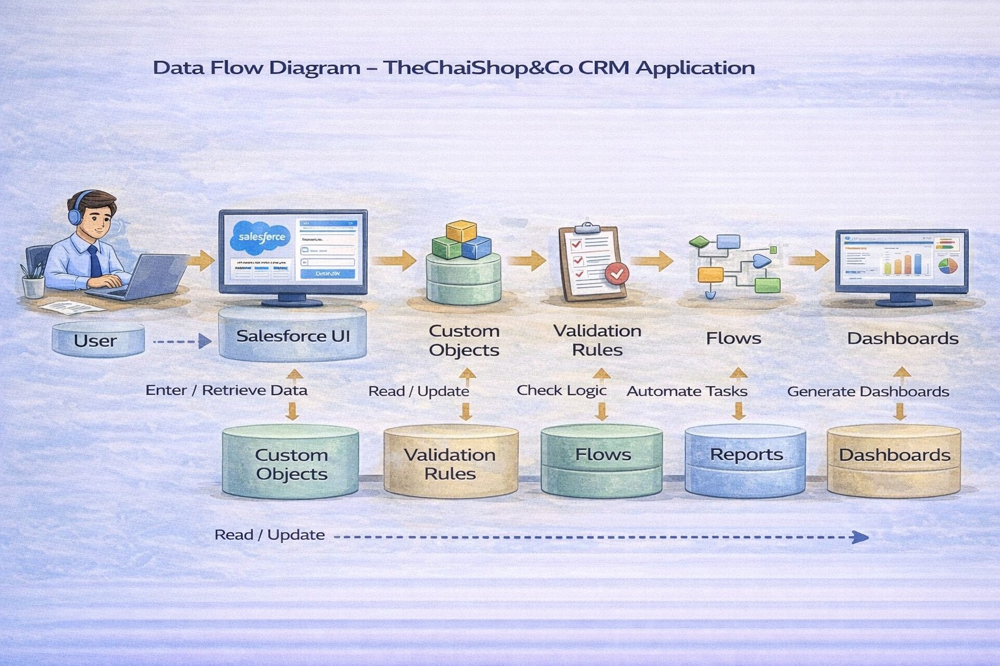 Data Flow Diagram – TheChaiShop&Co CRM Application
salesforce
User
Salesforce UI
Custom
Objects
Validation
Rules
Flows
Dashboards
Enter / Retrieve Data
Read / Update
Check Logic
Automate Tasks
Generate Dashboards
Custom
Objects
Validation
Rules
Flows
Reports
Dashboards
Read / Update